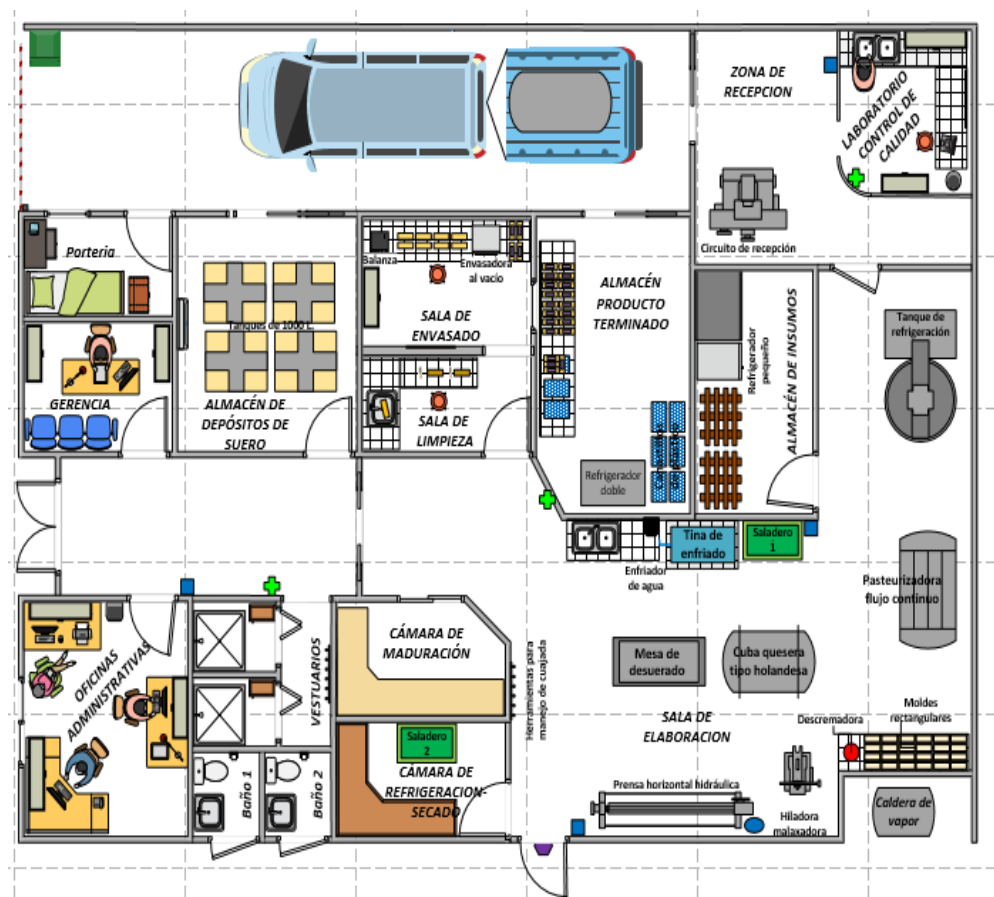 ZONA DE
RECEPCION
LABORATORIO
CONTROL DE
CALIDAD
Circuito de recepción
Porteria
Tanques de 1000 L.
ALMACÉN DE
DEPÓSITOS DE
SUERO
Balanza
Envasadora
al vacio
SALA DE
ENVASADO
SALA DE
LIMPIEZA
ALMACÉN
PRODUCTO
TERMINADO
Refrigerador
doble
Refrigerador
pequeño
ALMACÉN DE INSUMOS
Tanque de
refrigeración
GERENCIA
Enfriador
de agua
Tina de
enfriado
Saladero
1
Pasteurizadora
flujo continuo
OFICINAS
ADMINISTRATIVAS
VESTUARIOS
CÁMARA DE
MADURACIÓN
Herramientas para
manejo de cuajada
Mesa de
desuerado
Cuba quesera
tipo holandesa
SALA DE
ELABORACION
Descremadora
Moldes
rectangulares
Saladero
2
CÁMARA DE
REFRIGERACION-
SECADO
Baño 1
Baño 2
Prensa horizontal hidráulica
Hiladora
malaxadora
Caldera de
vapor